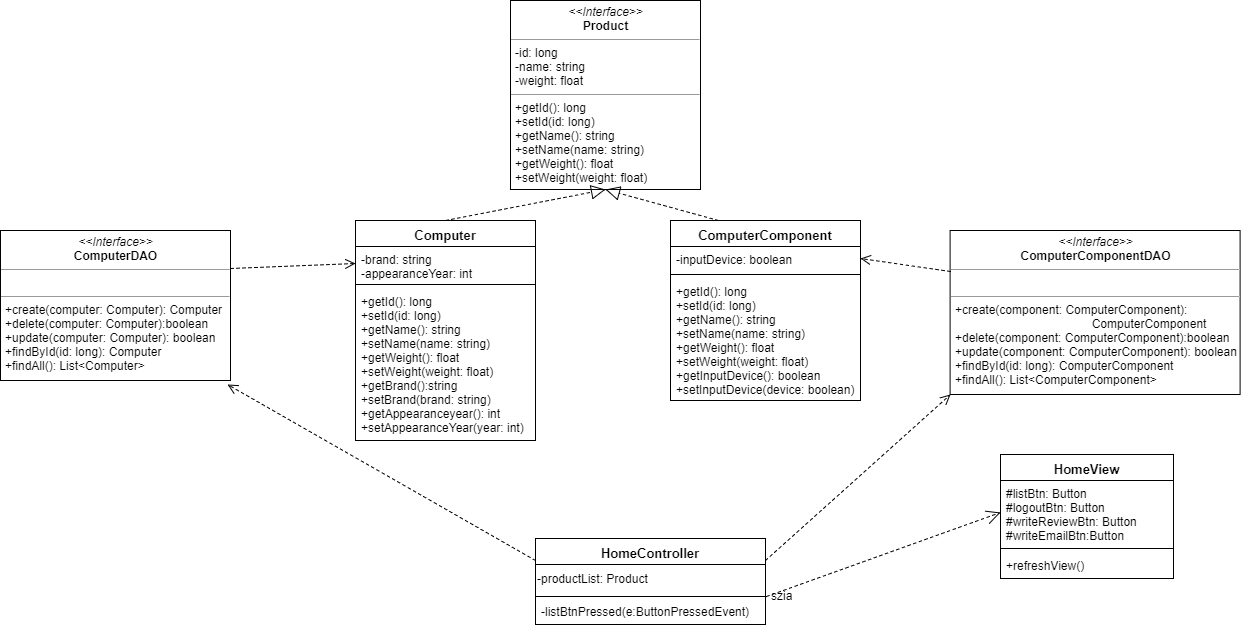 <<Interface>>
Product
-id: long
-name: string
-weight: float
+getId(): long
+setId(id: long)
+getName(): string
+setName(name: string)
+getWeight(): float
+setWeight(weight: float)
<<Interface>>
ComputerDAO
+create(computer: Computer): Computer
+delete(computer: Computer):boolean
+update(computer: Computer): boolean
+findById(id: long): Computer
+findAll(): List<Computer>
Computer
-brand: string
-appearanceYear: int
+getId(): long
+setId(id: long)
+getName(): string
+setName(name: string)
+getWeight(): float
+setWeight(weight: float)
+getBrand():string
+setBrand(brand: string)
+getAppearanceyear(): int
+setAppearanceYear(year: int)
ComputerComponent
-inputDevice: boolean
+getId(): long
+setId(id: long)
+getName(): string
+setName(name: string)
+getWeight(): float
+setWeight(weight: float)
+getInputDevice(): boolean
+setInputDevice(device: boolean)
<<Interface>>
ComputerComponentDAO
+create(component: ComputerComponent):
ComputerComponent
+delete(component: ComputerComponent):boolean
+update(component: ComputerComponent): boolean
+findById(id: long): ComputerComponent
+findAll(): List<ComputerComponent>
HomeController
-productList: Product
-listBtnPressed(e:ButtonPressedEvent)
szia
HomeView
#listBtn: Button
#logoutBtn: Button
#writeReviewBtn: Button
#writeEmailBtn:Button
+refreshView()